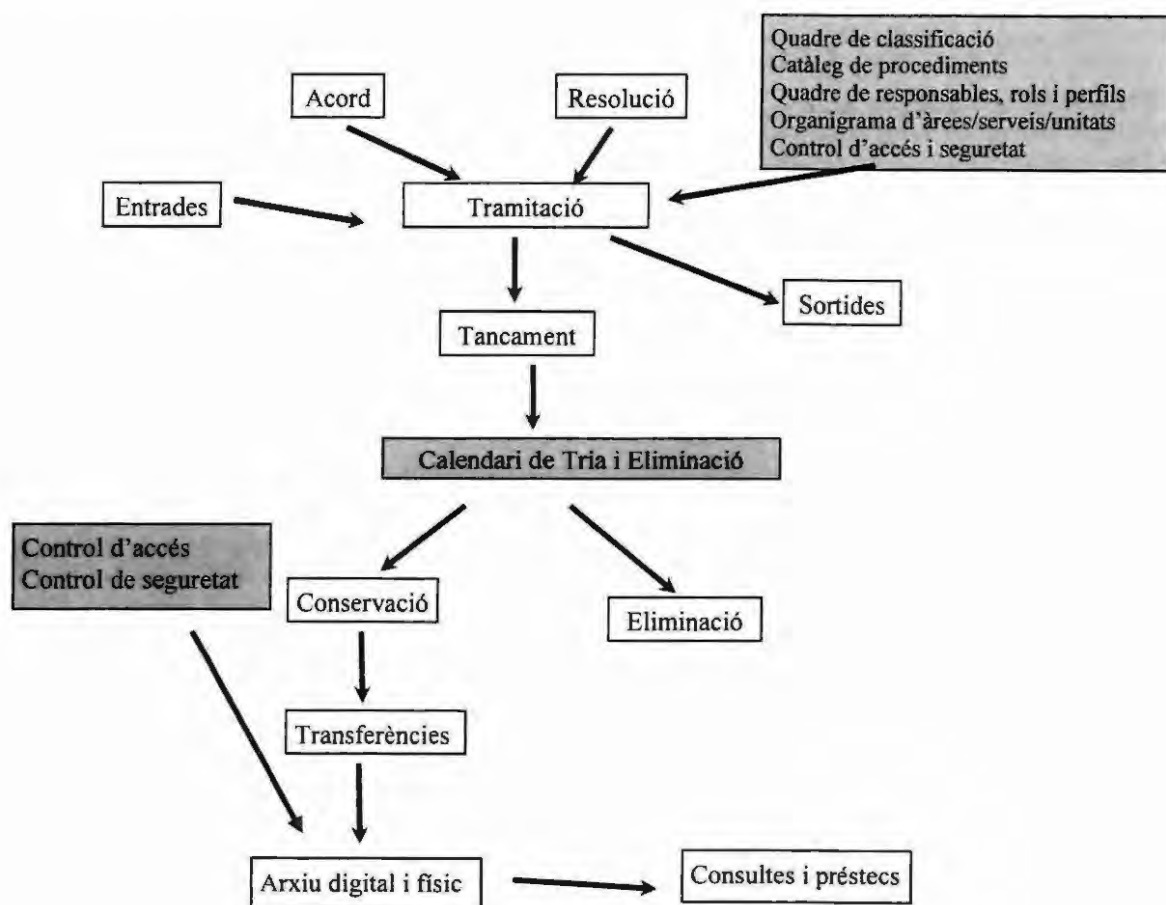 Quadre de classificació
Catàleg de procediments
Quadre de responsables, rols i perfils
Organigrama d'àrees/serveis/unitats
Control d'accés i seguretat
Acord
Resolució
Entrades
Tramitació
Sortides
Tancament
Calendari de Tria i Eliminació
Control d'accés
Control de seguretat
Conservació
Eliminació
Transferències
Arxiu digital i físic
Consultes i préstecs